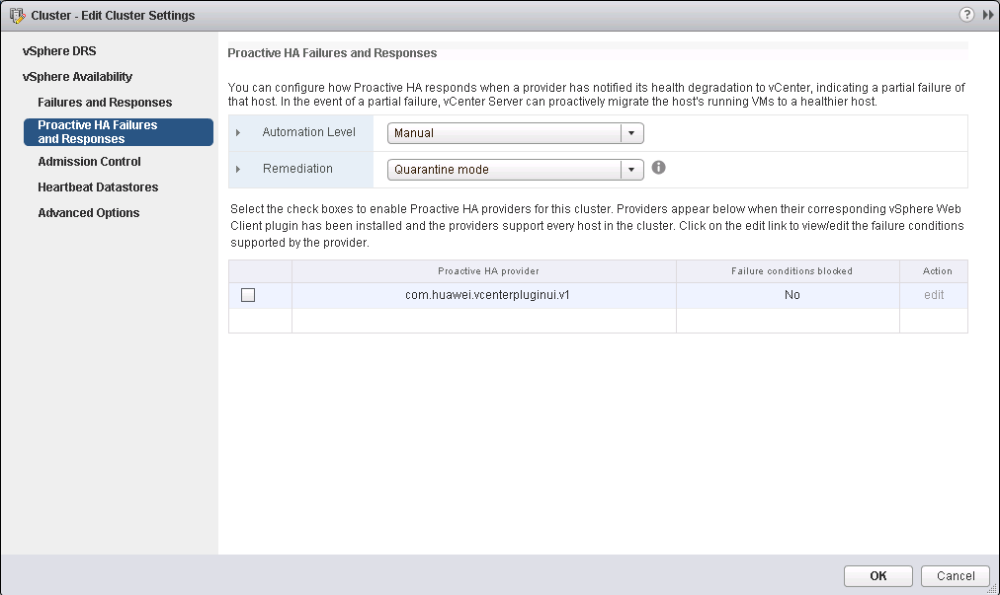 Cluster - Edit Cluster Settings
vSphere DRS
vSphere Availability
Failures and Responses
Proactive HA Failures
and Responses
Admission Control
Heartbeat Datastores
Advanced Options
Proactive HA Failures and Responses
You can configure how Proactive HA responds when a provider has notified its health degradation to vCenter, indicating a partial failure of
that host. In the event of a partial failure, vCenter Server can proactively migrate the host's running VMs to a healthier host.
Automation Level Manual
Remediation Quarantine mode
Select the check boxes to enable Proactive HA providers for this cluster. Providers appear below when their corresponding vSphere Web
Client plugin has been installed and the providers support every host in the cluster. Click on the edit link to view/edit the failure conditions
supported by the provider.
Proactive HA provider Failure conditions blocked Action
com.huawei.vcenterpluginui.v1 No edit
OK Cancel